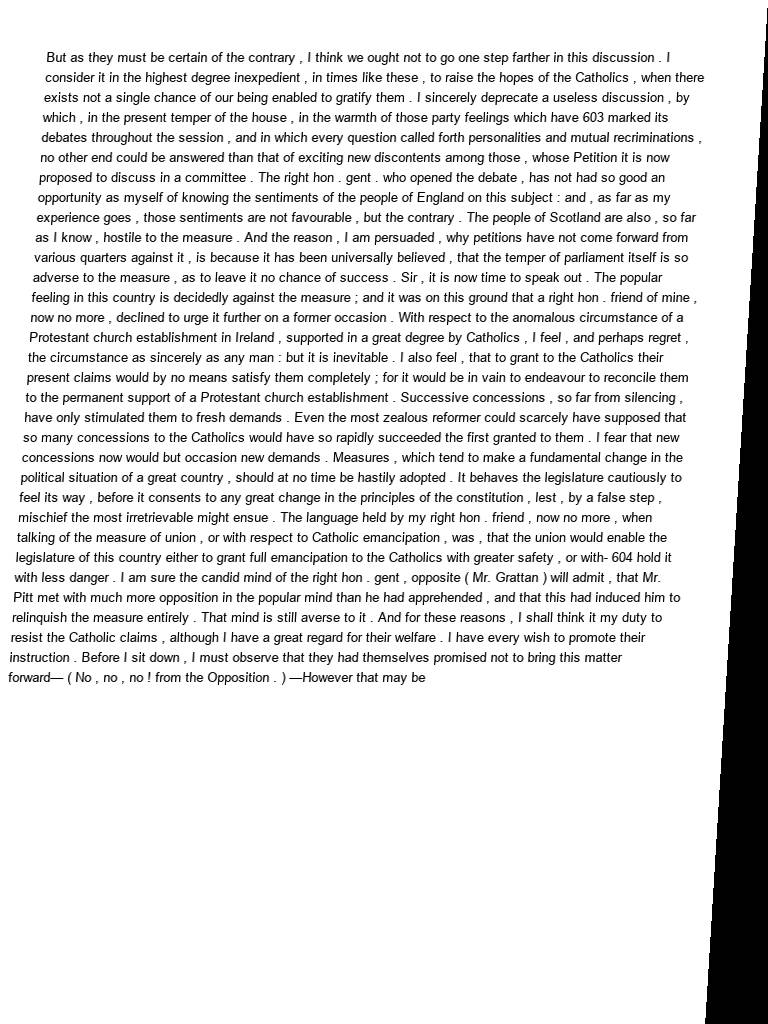 But as they must be certain of the contrary , I think we ought not to go one step farther in this discussion . I
consider it in the highest degree inexpedient , in times like these , to raise the hopes of the Catholics , when there
exists not a single chance of our being enabled to gratify them . I sincerely deprecate a useless discussion , by
which , in the present temper of the house , in the warmth of those party feelings which have 603 marked its
debates throughout the session , and in which every question called forth personalities and mutual recriminations ,
no other end could be answered than that of exciting new discontents among those , whose Petition it is now
proposed to discuss in a committee . The right hon . gent . who opened the debate , has not had so good an
opportunity as myself of knowing the sentiments of the people of England on this subject : and , as far as my
experience goes , those sentiments are not favourable , but the contrary . The people of Scotland are also , so far
as I know , hostile to the measure . And the reason , I am persuaded , why petitions have not come forward from
various quarters against it , is because it has been universally believed , that the temper of parliament itself is so
adverse to the measure , as to leave it no chance of success . Sir , it is now time to speak out . The popular
feeling in this country is decidedly against the measure ; and it was on this ground that a right hon . friend of mine ,
now no more , declined to urge it further on a former occasion . With respect to the anomalous circumstance of a
Protestant church establishment in Ireland , supported in a great degree by Catholics , I feel , and perhaps regret ,
the circumstance as sincerely as any man : but it is inevitable . I also feel , that to grant to the Catholics their
present claims would by no means satisfy them completely ; for it would be in vain to endeavour to reconcile them
to the permanent support of a Protestant church establishment . Successive concessions , so far from silencing ,
have only stimulated them to fresh demands . Even the most zealous reformer could scarcely have supposed that
so many concessions to the Catholics would have so rapidly succeeded the first granted to them . I fear that new
concessions now would but occasion new demands . Measures , which tend to make a fundamental change in the
political situation of a great country , should at no time be hastily adopted . It behaves the legislature cautiously to
feel its way , before it consents to any great change in the principles of the constitution , lest , by a false step ,
mischief the most irretrievable might ensue . The language held by my right hon . friend , now no more , when
talking of the measure of union , or with respect to Catholic emancipation , was , that the union would enable the
legislature of this country either to grant full emancipation to the Catholics with greater safety , or with- 604 hold it
with less danger . I am sure the candid mind of the right hon . gent , opposite ( Mr. Grattan ) will admit , that Mr.
Pitt met with much more opposition in the popular mind than he had apprehended , and that this had induced him to
relinquish the measure entirely . That mind is still averse to it . And for these reasons , I shall think it my duty to
resist the Catholic claims , although I have a great regard for their welfare . I have every wish to promote their
instruction . Before I sit down , I must observe that they had themselves promised not to bring this matter
forward— ( No , no , no ! from the Opposition . ) —However that may be